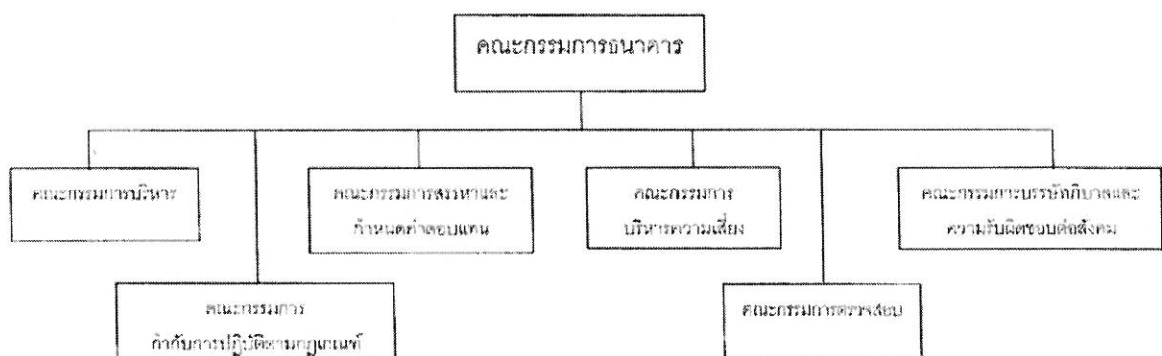 คณะกรรมการธนาคาร
คณะกรรมการบริหาร
คณะกรรมการสรรหาและ
กำหนดค่าตอบแทน
คณะกรรมการ
บริหารความเสี่ยง
คณะกรรมการบรรษัทภิบาลและ
ความรับผิดชอบต่อสังคม
คณะกรรมการ
กำกับการปฏิบัติตามกฎเกณฑ์
คณะกรรมการตรวจสอบ